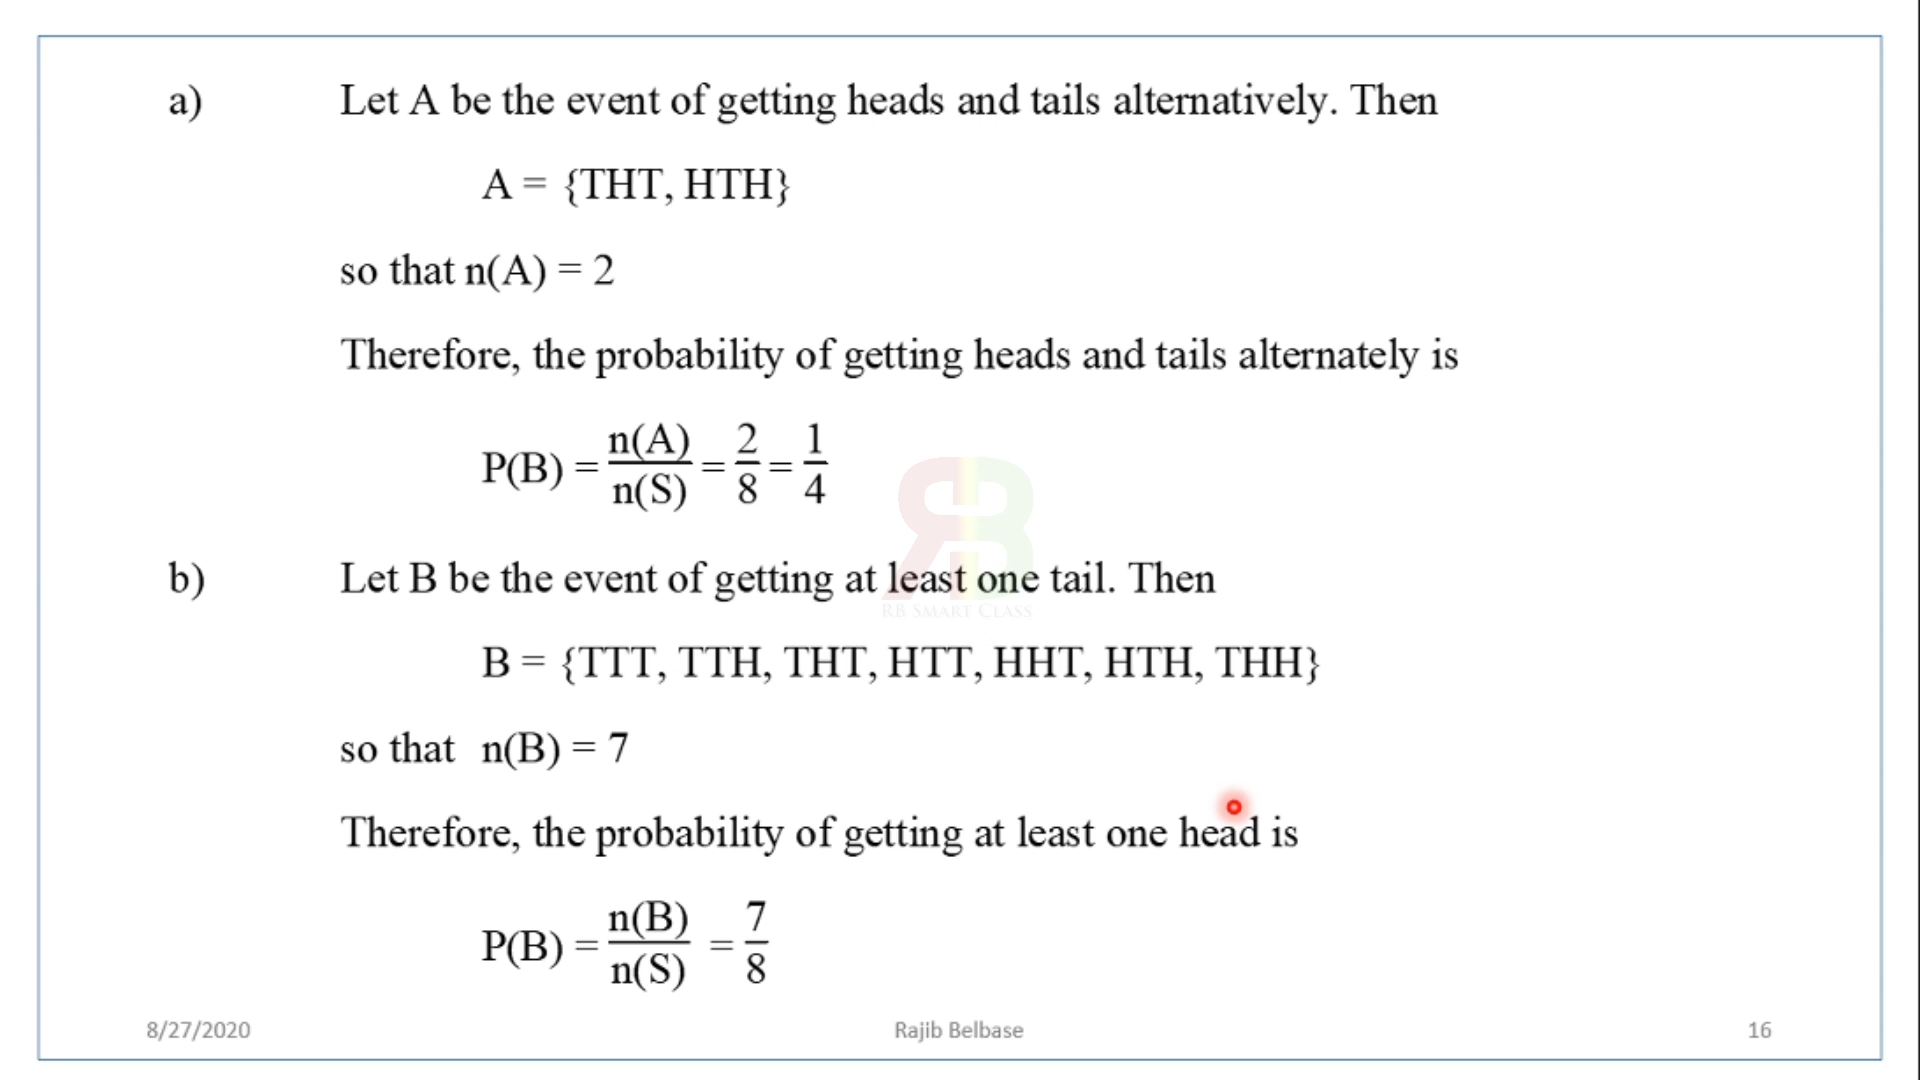 a) Let A be the event of getting heads and tails alternatively. Then
A = {THT, HTH}
so that n(A) = 2
Therefore, the probability of getting heads and tails alternately is
P(B) = n(A)/n(S) = 2/8 = 1/4
b) Let B be the event of getting at least one tail. Then
RB SMART CLASS
B = {TTT, TTH, THT, HTT, HHT, HTH, THH}
so that n(B) = 7
Therefore, the probability of getting at least one head is
P(B) = n(B)/n(S) = 7/8
8/27/2020 Rajib Belbase 16